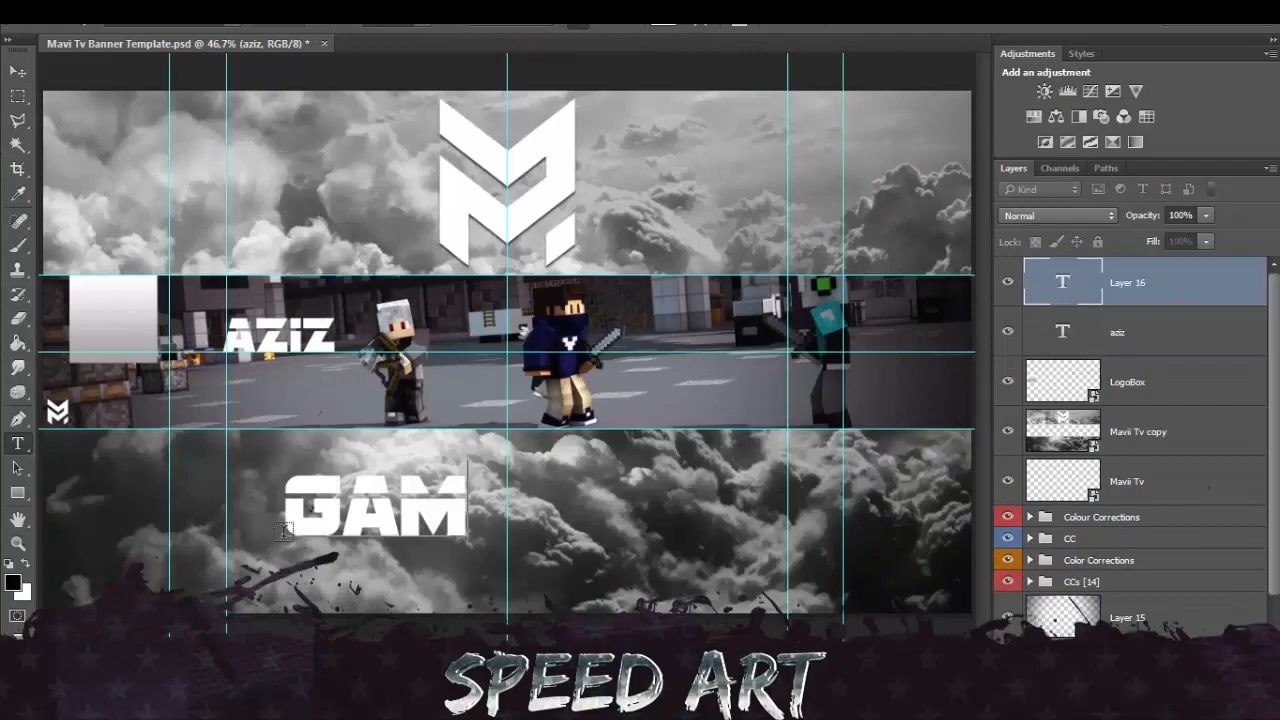 Mavi Tv Banner Template.psd @ 46,7% (aziz, RGB/8) * ×
Adjustments Styles
Add an adjustment
Layers Channels Paths
Kind
Normal Opacity: 100%
Lock: Fill: 100%
T Layer 16
T aziz
LogoBox
Mavii Tv copy
Mavii Tv
Colour Corrections
CC
Color Corrections
CCs [14]
Layer 15
AZIZ
GAM
SPEED ART